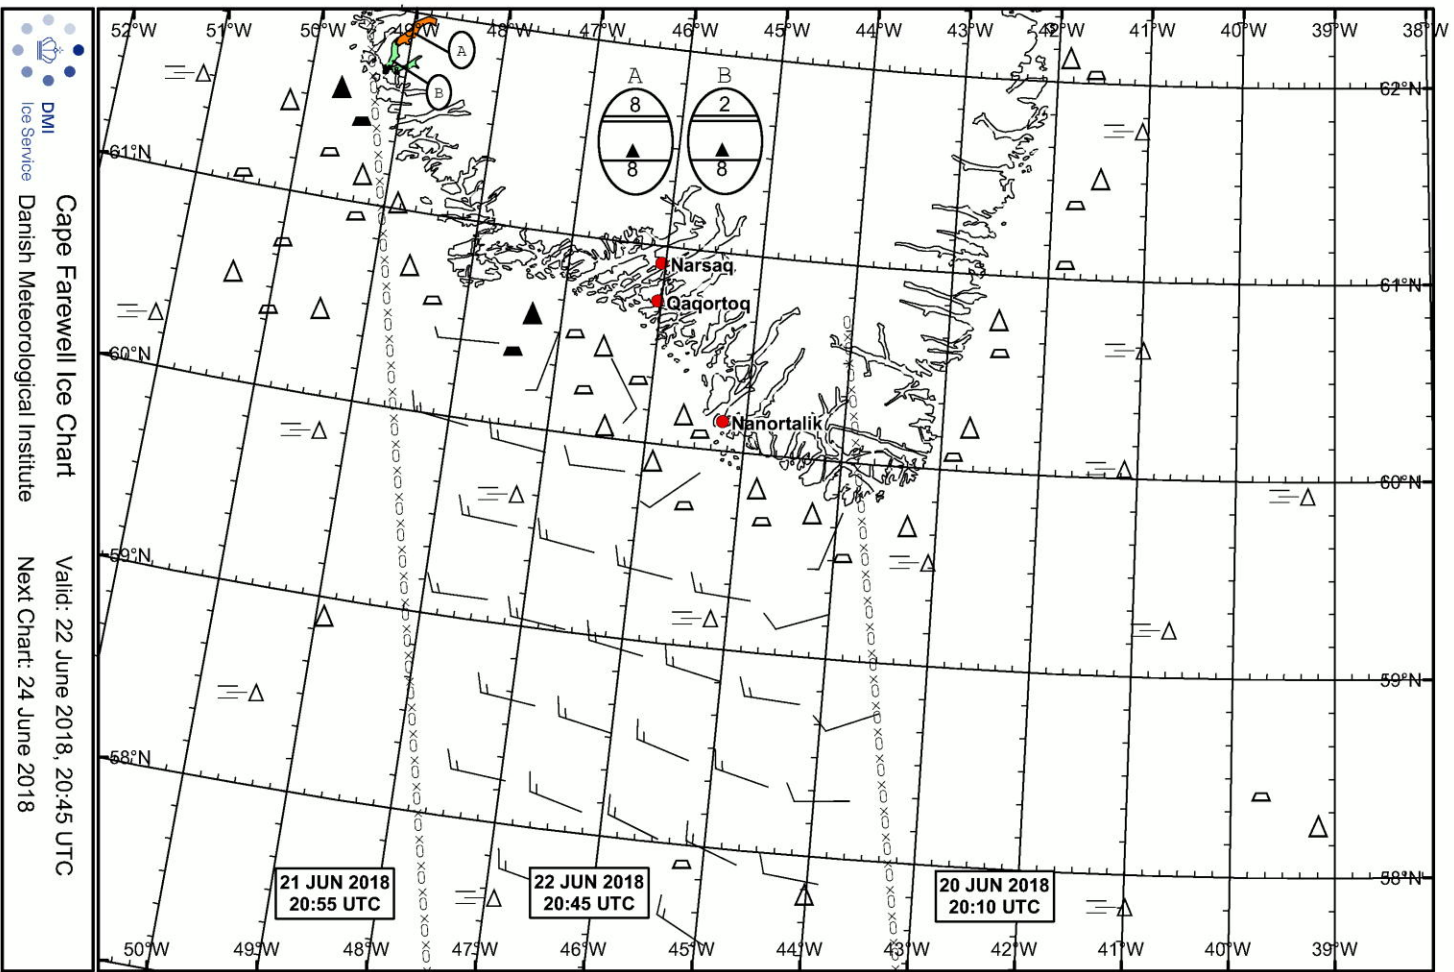 DMI
Ice Service
Cape Farewell Ice Chart
Danish Meteorological Institute
Valid: 22 June 2018, 20:45 UTC
Next Chart: 24 June 2018
52°W 51°W 50°W 49°W 48°W 47°W 46°W 45°W 44°W 43°W 42°W 41°W 40°W 39°W 38°W
A
B
A B
8 2
8 8
62°N
61°N
Narsaq
61°N
Qaqortoq
60°N
Nanortalik
60°N
59°N
59°N
58°N
58°N
21 JUN 2018
20:55 UTC
22 JUN 2018
20:45 UTC
20 JUN 2018
20:10 UTC
50°W 49°W 48°W 47°W 46°W 45°W 44°W 43°W 42°W 41°W 40°W 39°W